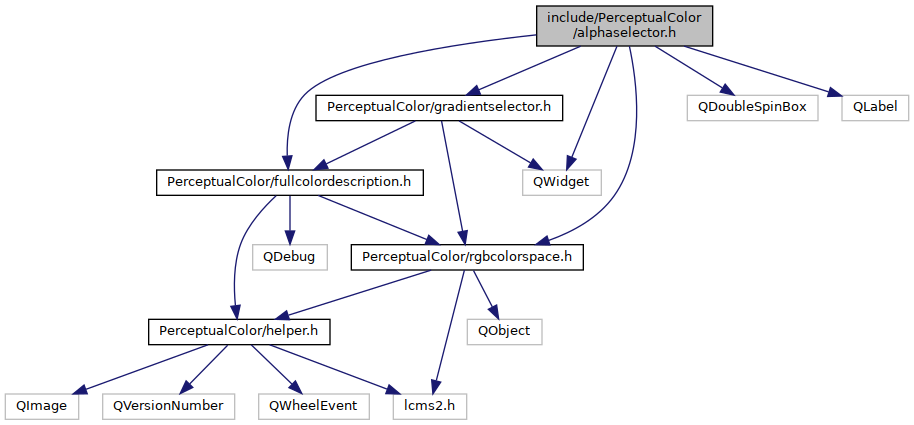 include/PerceptualColor
/alphaselector.h
PerceptualColor/gradientselector.h
QDoubleSpinBox
QLabel
PerceptualColor/fullcolordescription.h
QWidget
QDebug
PerceptualColor/rgbcolorspace.h
PerceptualColor/helper.h
QObject
QImage
QVersionNumber
QWheelEvent
lcms2.h